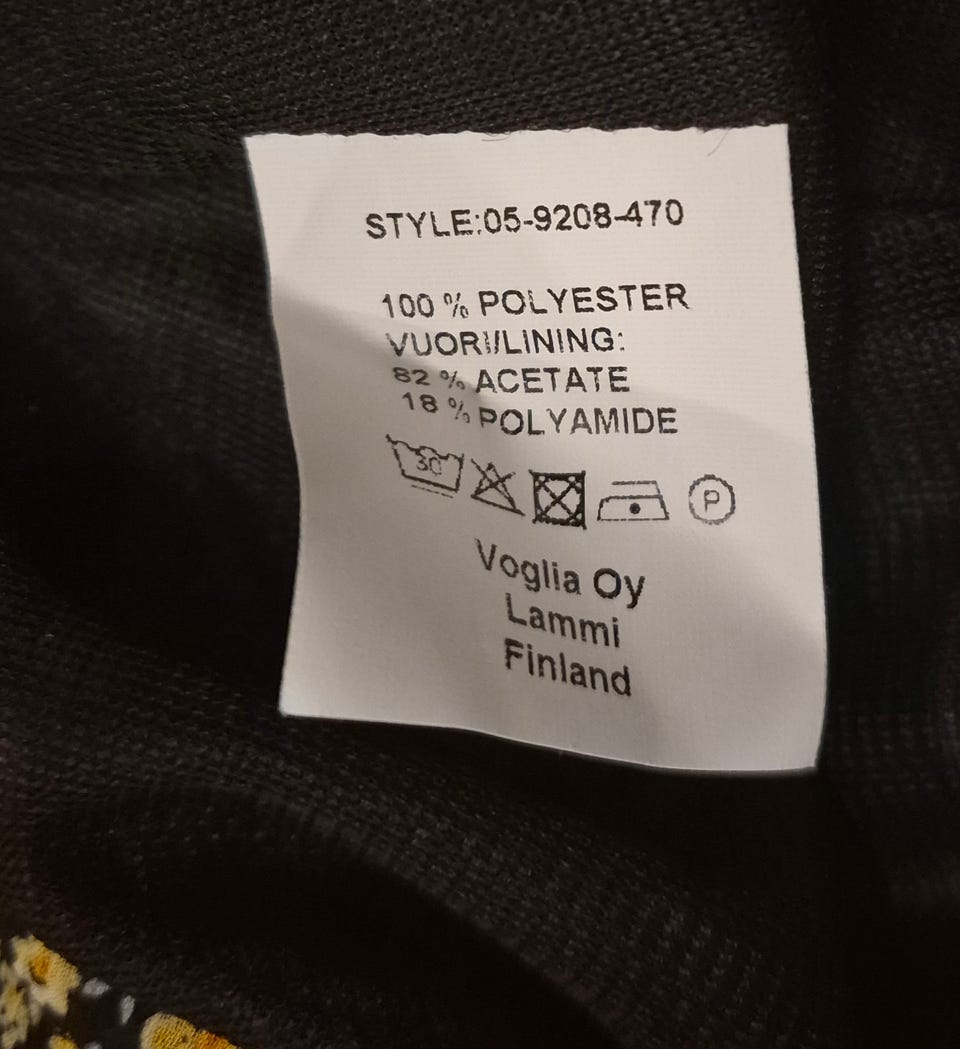 STYLE:05-9208-470
100 % POLYESTER
VUORI/LINING:
82 % ACETATE
18 % POLYAMIDE
30 P
Voglia Oy
Lammi
Finland